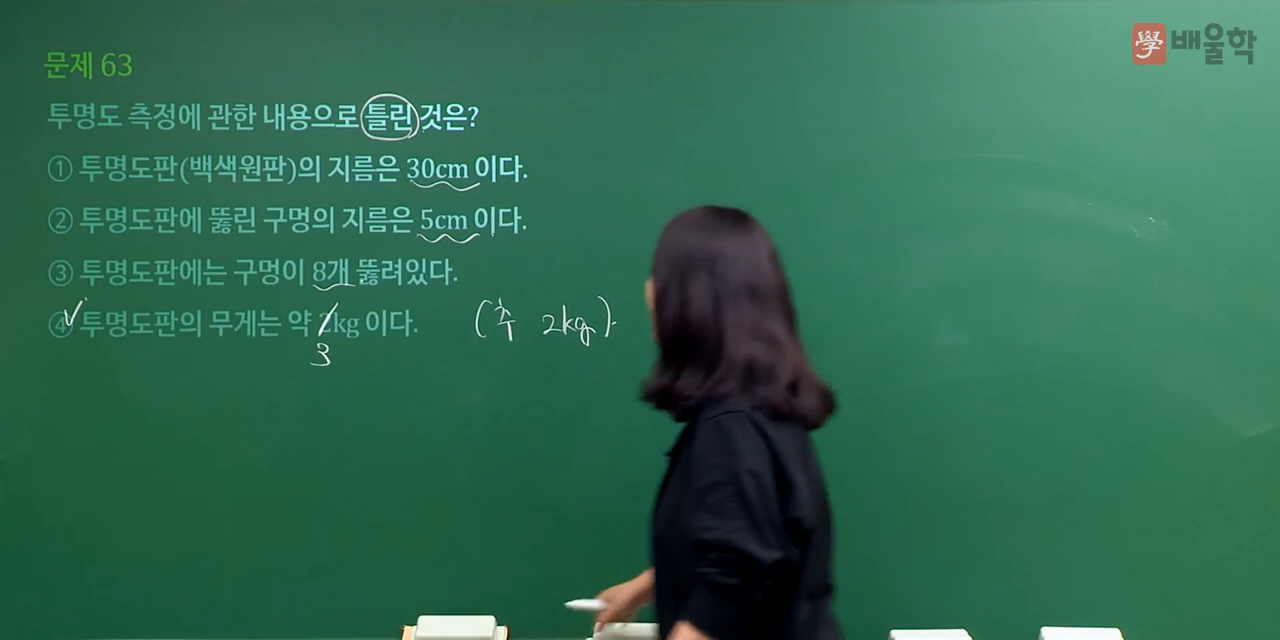 學 배울학
문제 63
투명도 측정에 관한 내용으로 틀린 것은?
① 투명도판(백색원판)의 지름은 30cm 이다.
② 투명도판에 뚫린 구멍의 지름은 5cm 이다.
③ 투명도판에는 구멍이 8개 뚫려있다.
④ 투명도판의 무게는 약 2kg 이다. (추 2kg).
3